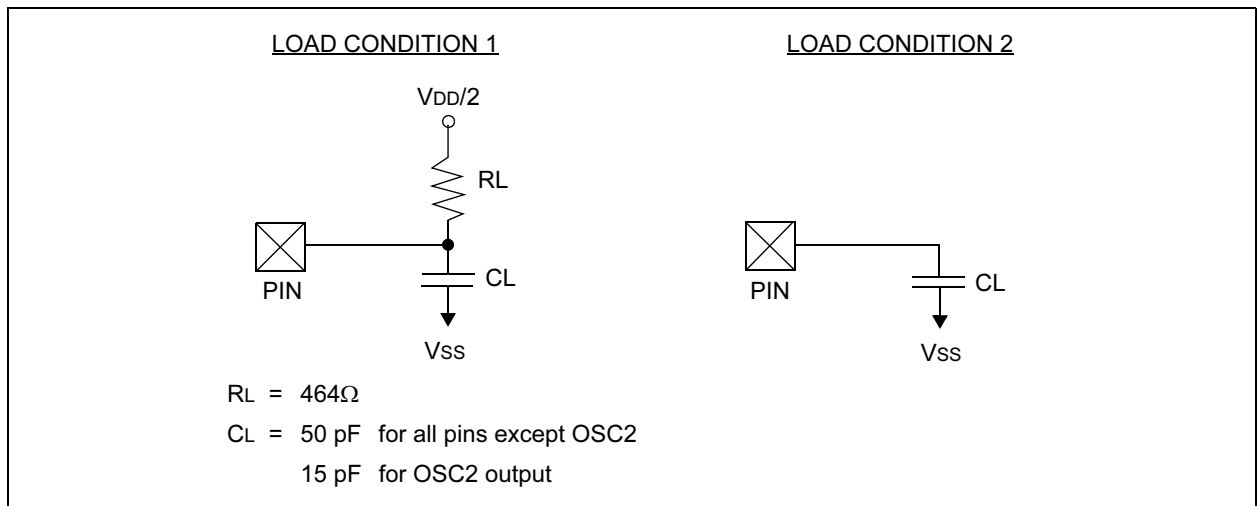 LOAD CONDITION 1
VDD/2
RL
PIN
CL
VSS
LOAD CONDITION 2
PIN
CL
VSS
RL = 464Ω
CL = 50 pF for all pins except OSC2
15 pF for OSC2 output